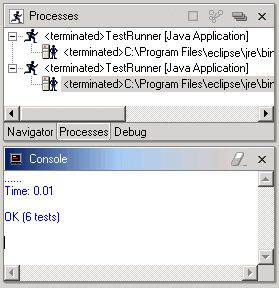 Processes
<terminated>TestRunner [Java Application]
<terminated>C:\Program Files\eclipse\jre\bin
<terminated>TestRunner [Java Application]
<terminated>C:\Program Files\eclipse\jre\bin
Navigator Processes Debug
Console
......
Time: 0.01
OK (6 tests)